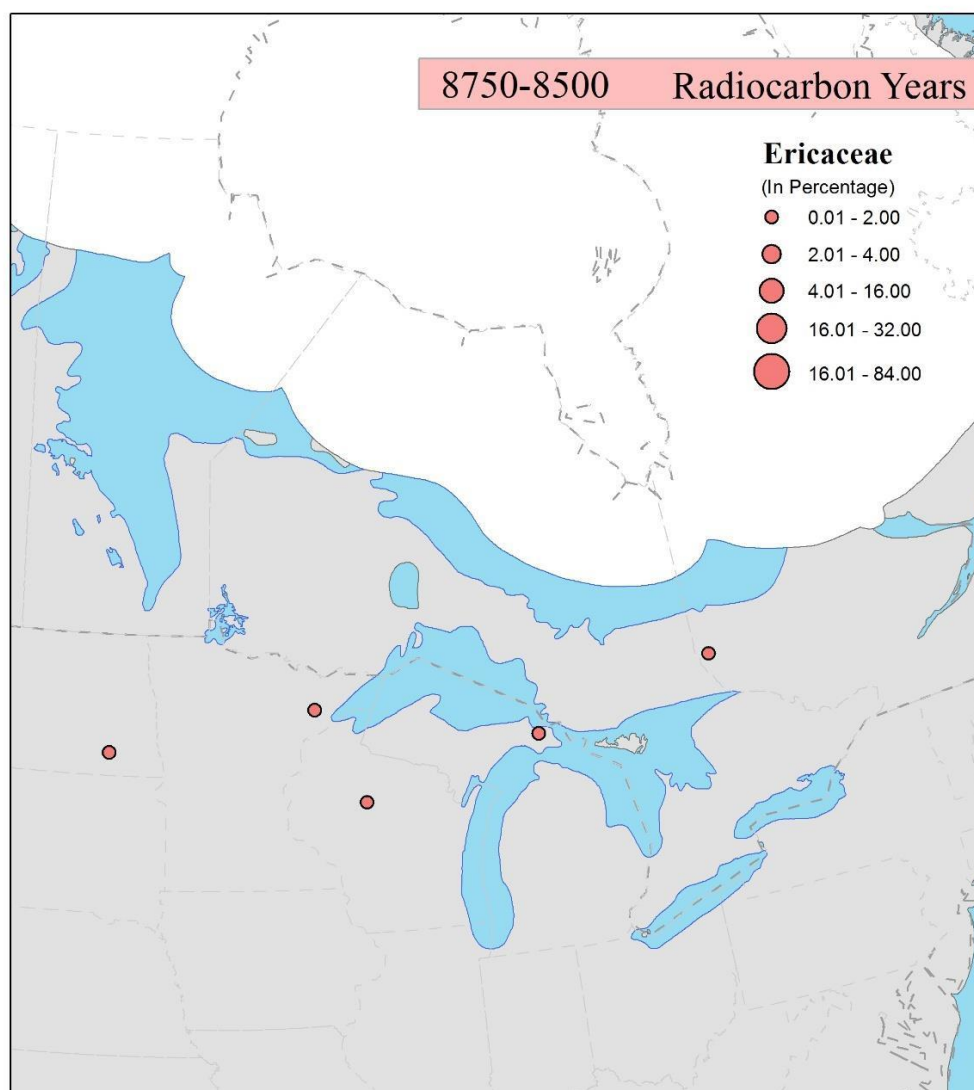 8750-8500 Radiocarbon Years
Ericaceae
(In Percentage)
0.01 - 2.00
2.01 - 4.00
4.01 - 16.00
16.01 - 32.00
16.01 - 84.00